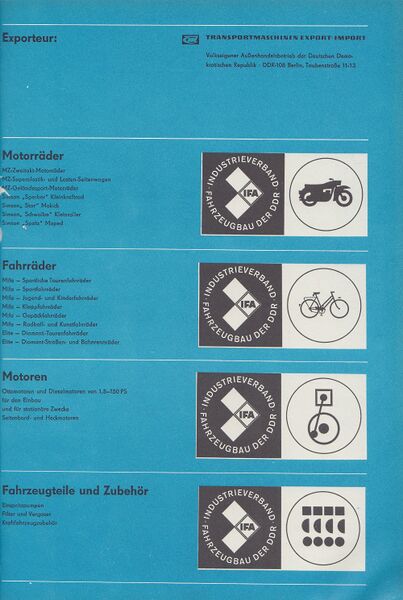 Exporteur:
TRANSPORTMASCHINEN EXPORT-IMPORT
Volkseigener Außenhandelsbetrieb der Deutschen Demo-
kratischen Republik · DDR-108 Berlin, Taubenstraße 11-13
Motorräder
MZ-Zweitakt-Motorräder
MZ-Superelastik- und Lasten-Seitenwagen
MZ-Geländesport-Motorräder
Simson „Sperber" Kleinkraftrad
Simson „Star" Mokick
Simson „Schwalbe" Kleinroller
Simson „Spatz" Moped
INDUSTRIEVERBAND
FAHRZEUGBAU DER DDR
IFA
Fahrräder
Mifa — Sportliche Tourenfahrräder
Mifa — Sportfahrräder
Mifa — Jugend- und Kinderfahrräder
Mifa — Klappfahrräder
Mifa — Gepäckfahrräder
Mifa — Radball- und Kunstfahrräder
Elite — Diamant-Tourenfahrräder
Elite — Diamant-Straßen- und Bahnrennräder
INDUSTRIEVERBAND
FAHRZEUGBAU DER DDR
IFA
Motoren
Ottomotoren und Dieselmotoren von 1,8—150 PS
für den Einbau
und für stationäre Zwecke
Seitenbord- und Heckmotoren
INDUSTRIEVERBAND
FAHRZEUGBAU DER DDR
IFA
Fahrzeugteile und Zubehör
Einspritzpumpen
Filter und Vergaser
Kraftfahrzeugzubehör
INDUSTRIEVERBAND
FAHRZEUGBAU DER DDR
IFA